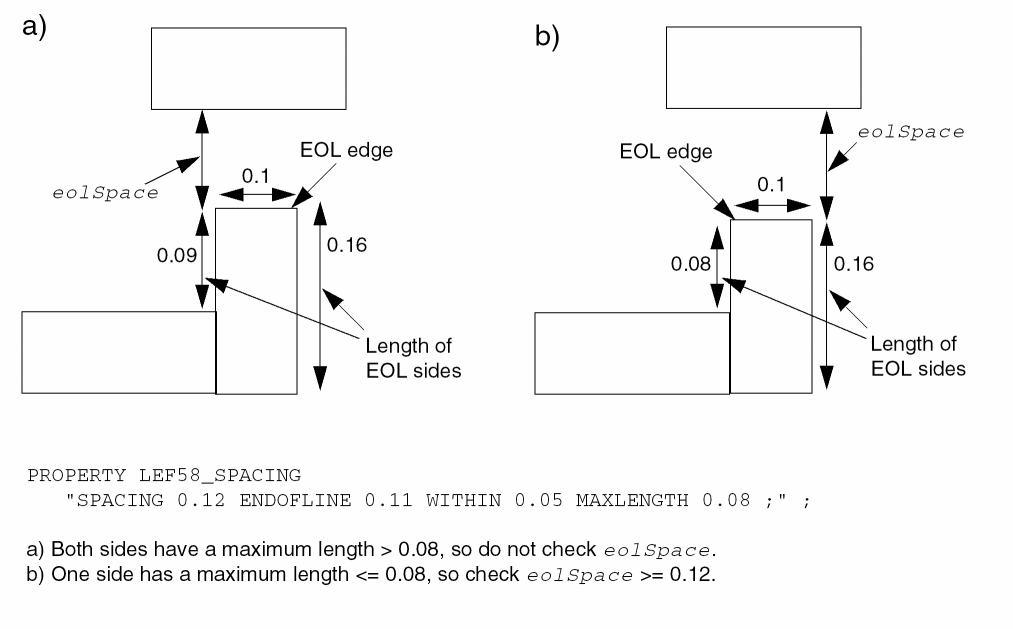 a)
EOL edge
0.1
eolSpace
0.09
0.16
Length of
EOL sides
b)
eolSpace
EOL edge
0.1
0.08
0.16
Length of
EOL sides
PROPERTY LEF58_SPACING
"SPACING 0.12 ENDOFLINE 0.11 WITHIN 0.05 MAXLENGTH 0.08 ;" ;
a) Both sides have a maximum length > 0.08, so do not check eolSpace.
b) One side has a maximum length <= 0.08, so check eolSpace >= 0.12.